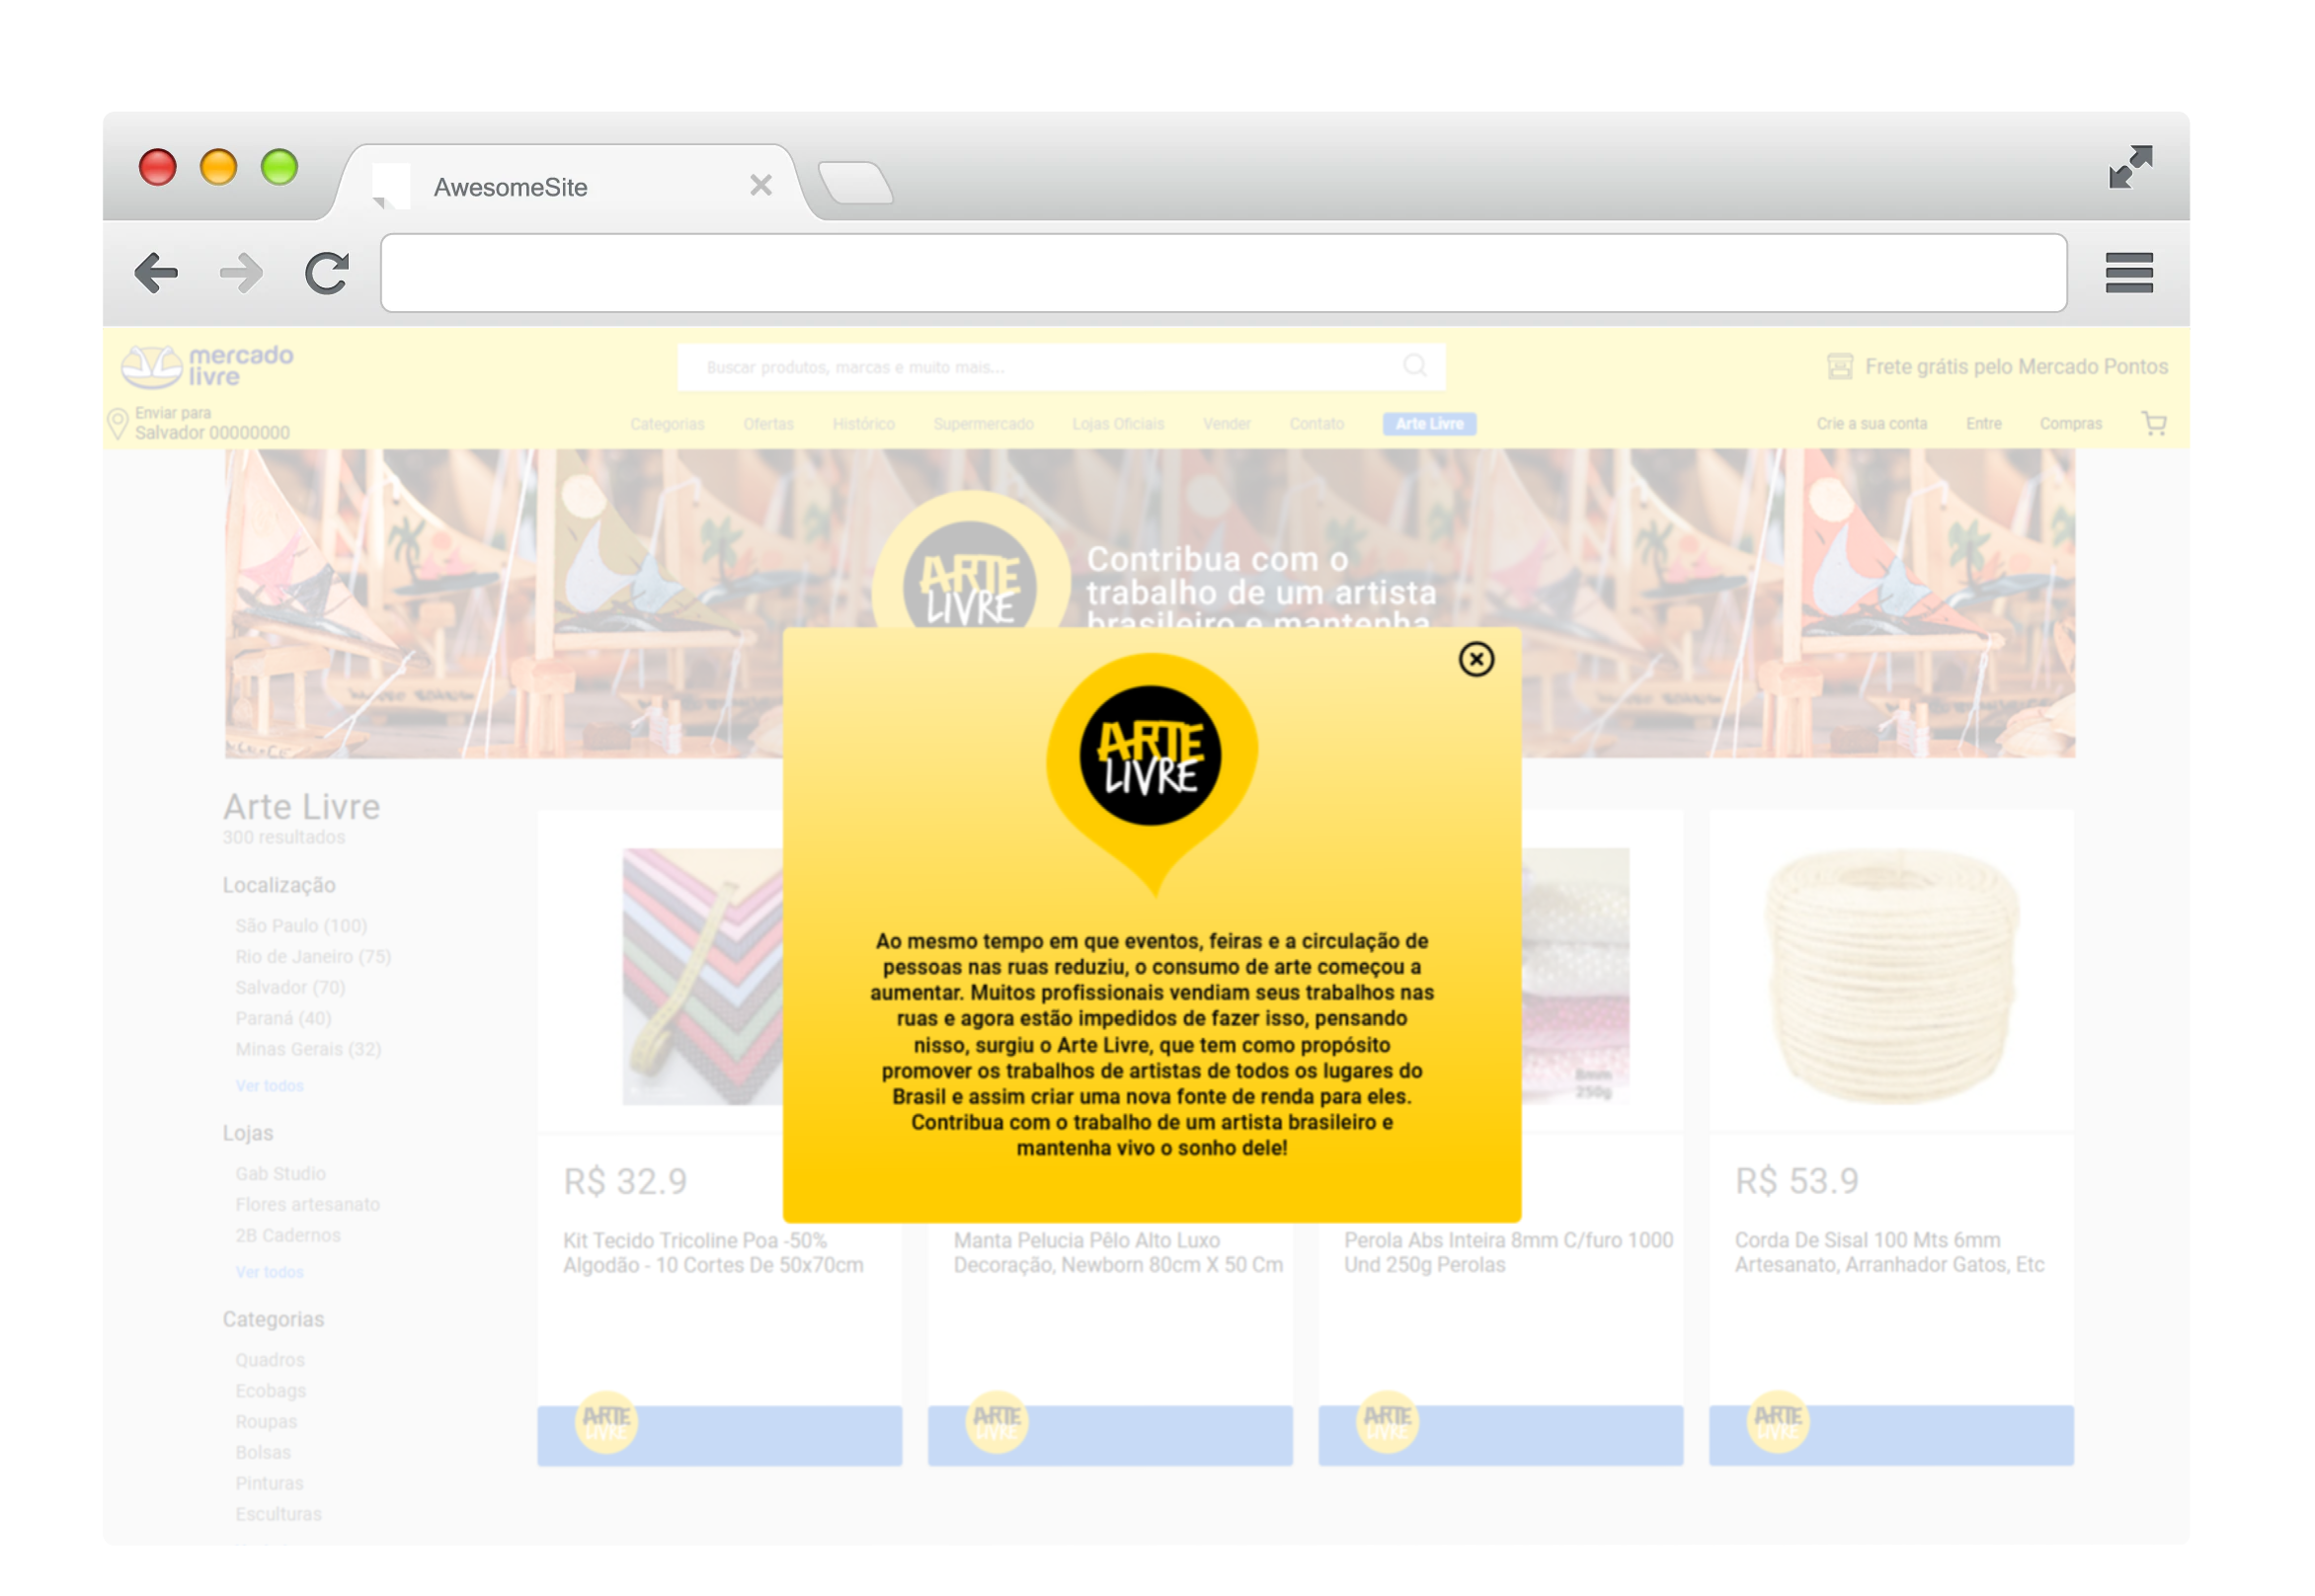 AwesomeSite
mercado
livre
Buscar produtos, marcas e muito mais...
Frete grátis pelo Mercado Pontos
Enviar para
Salvador 00000000
Categorias
Ofertas
Histórico
Supermercado
Lojas Oficiais
Vender
Contato
Arte Livre
Crie a sua conta
Entre
Compras
ARTE
LIVRE
Contribua com o
trabalho de um artista
brasileiro e mantenha
ARTE
LIVRE
Ao mesmo tempo em que eventos, feiras e a circulação de
pessoas nas ruas reduziu, o consumo de arte começou a
aumentar. Muitos profissionais vendiam seus trabalhos nas
ruas e agora estão impedidos de fazer isso, pensando
nisso, surgiu o Arte Livre, que tem como propósito
promover os trabalhos de artistas de todos os lugares do
Brasil e assim criar uma nova fonte de renda para eles.
Contribua com o trabalho de um artista brasileiro e
mantenha vivo o sonho dele!
Arte Livre
300 resultados
Localização
São Paulo (100)
Rio de Janeiro (75)
Salvador (70)
Paraná (40)
Minas Gerais (32)
Ver todos
Lojas
Gab Studio
Flores artesanato
2B Cadernos
Ver todos
Categorias
Quadros
Ecobags
Roupas
Bolsas
Pinturas
Esculturas
R$ 32.9
Kit Tecido Tricoline Poa -50%
Algodão - 10 Cortes De 50x70cm
ARTE
LIVRE
Manta Pelucia Pêlo Alto Luxo
Decoração, Newborn 80cm X 50 Cm
ARTE
LIVRE
8mm
250g
Perola Abs Inteira 8mm C/furo 1000
Und 250g Perolas
ARTE
LIVRE
R$ 53.9
Corda De Sisal 100 Mts 6mm
Artesanato, Arranhador Gatos, Etc
ARTE
LIVRE